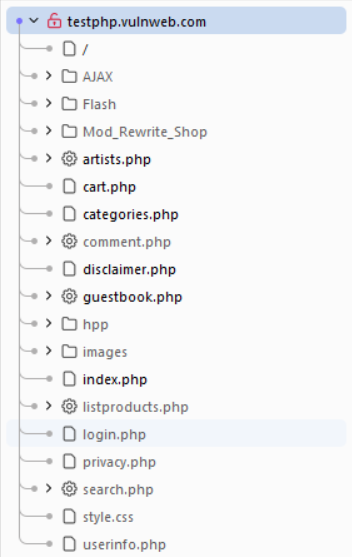 testphp.vulnweb.com
/
AJAX
Flash
Mod_Rewrite_Shop
artists.php
cart.php
categories.php
comment.php
disclaimer.php
guestbook.php
hpp
images
index.php
listproducts.php
login.php
privacy.php
search.php
style.css
userinfo.php